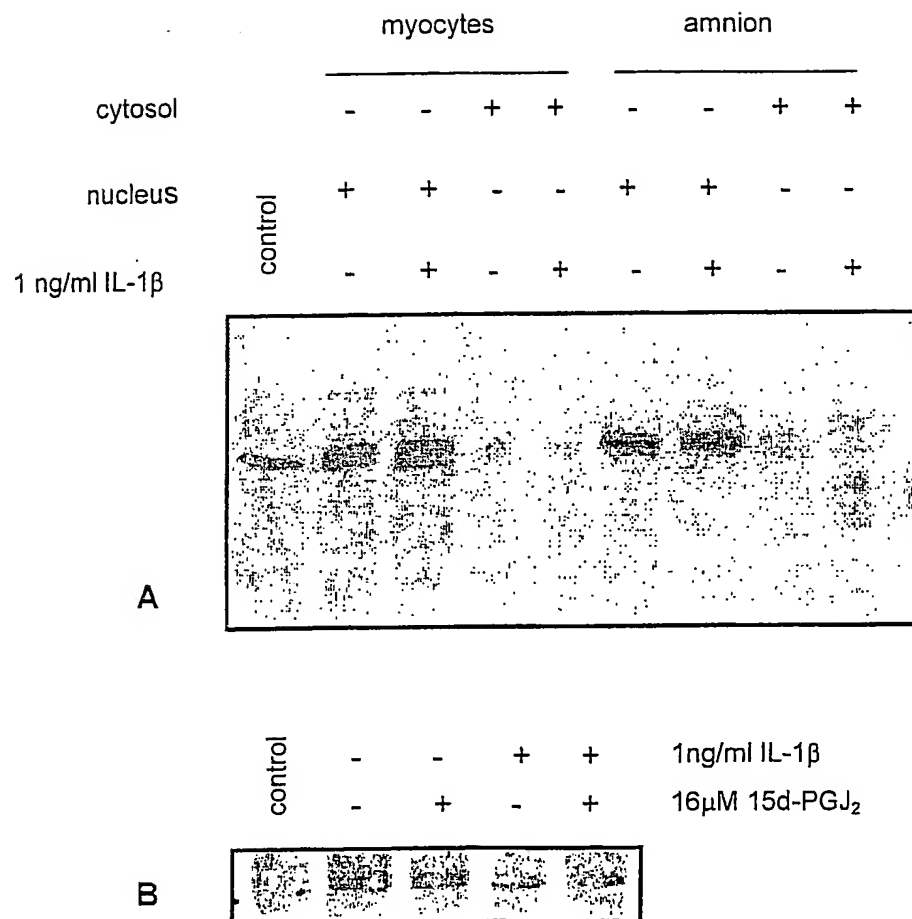 myocytes amnion
cytosol - - + + - - + +
nucleus + + - - + + - -
control
1 ng/ml IL-1β - + - + - + - +
A
control
- - + + 1ng/ml IL-1β
- + - + 16μM 15d-PGJ₂
B